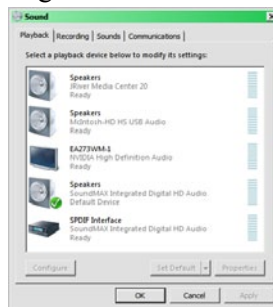 Sound
Playback Recording Sounds Communications
Select a playback device below to modify its settings:
Speakers
JRiver Media Center 20
Ready
Speakers
McIntosh-HD HS USB Audio
Ready
EA273WM-1
NVIDIA High Definition Audio
Ready
Speakers
SoundMAX Integrated Digital HD Audio
Default Device
SPDIF Interface
SoundMAX Integrated Digital HD Audio
Ready
Configure Set Default Properties
OK Cancel Apply